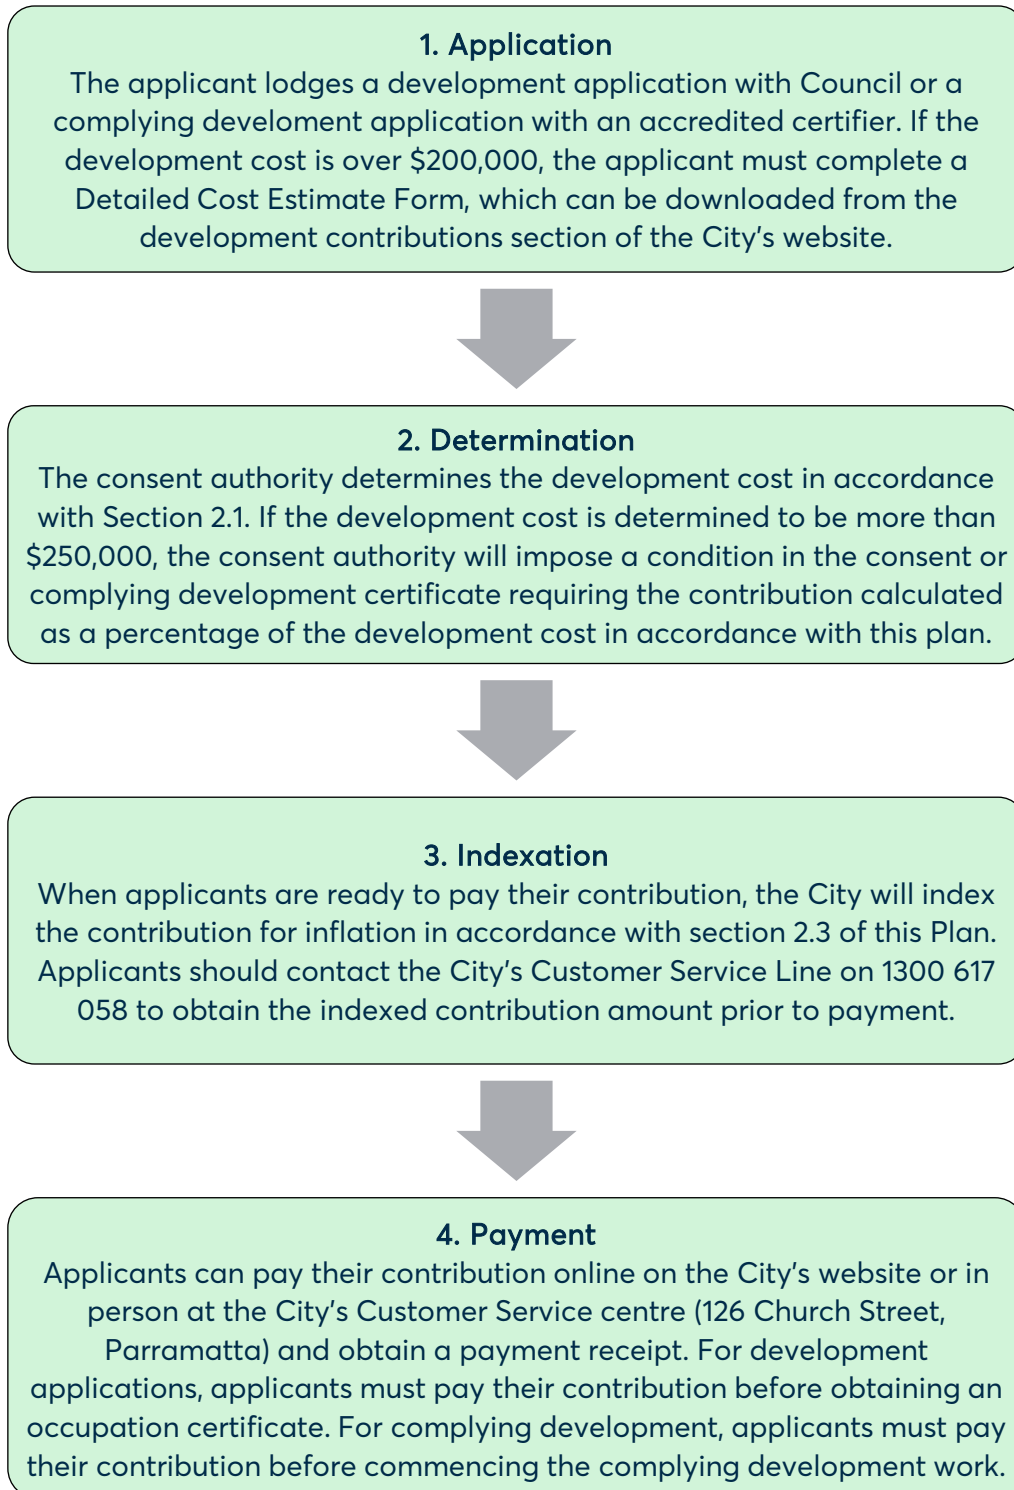 1. Application
The applicant lodges a development application with Council or a
complying develoment application with an accredited certifier. If the
development cost is over $200,000, the applicant must complete a
Detailed Cost Estimate Form, which can be downloaded from the
development contributions section of the City's website.
2. Determination
The consent authority determines the development cost in accordance
with Section 2.1. If the development cost is determined to be more than
$250,000, the consent authority will impose a condition in the consent or
complying development certificate requiring the contribution calculated
as a percentage of the development cost in accordance with this plan.
3. Indexation
When applicants are ready to pay their contribution, the City will index
the contribution for inflation in accordance with section 2.3 of this Plan.
Applicants should contact the City's Customer Service Line on 1300 617
058 to obtain the indexed contribution amount prior to payment.
4. Payment
Applicants can pay their contribution online on the City's website or in
person at the City's Customer Service centre (126 Church Street,
Parramatta) and obtain a payment receipt. For development
applications, applicants must pay their contribution before obtaining an
occupation certificate. For complying development, applicants must pay
their contribution before commencing the complying development work.